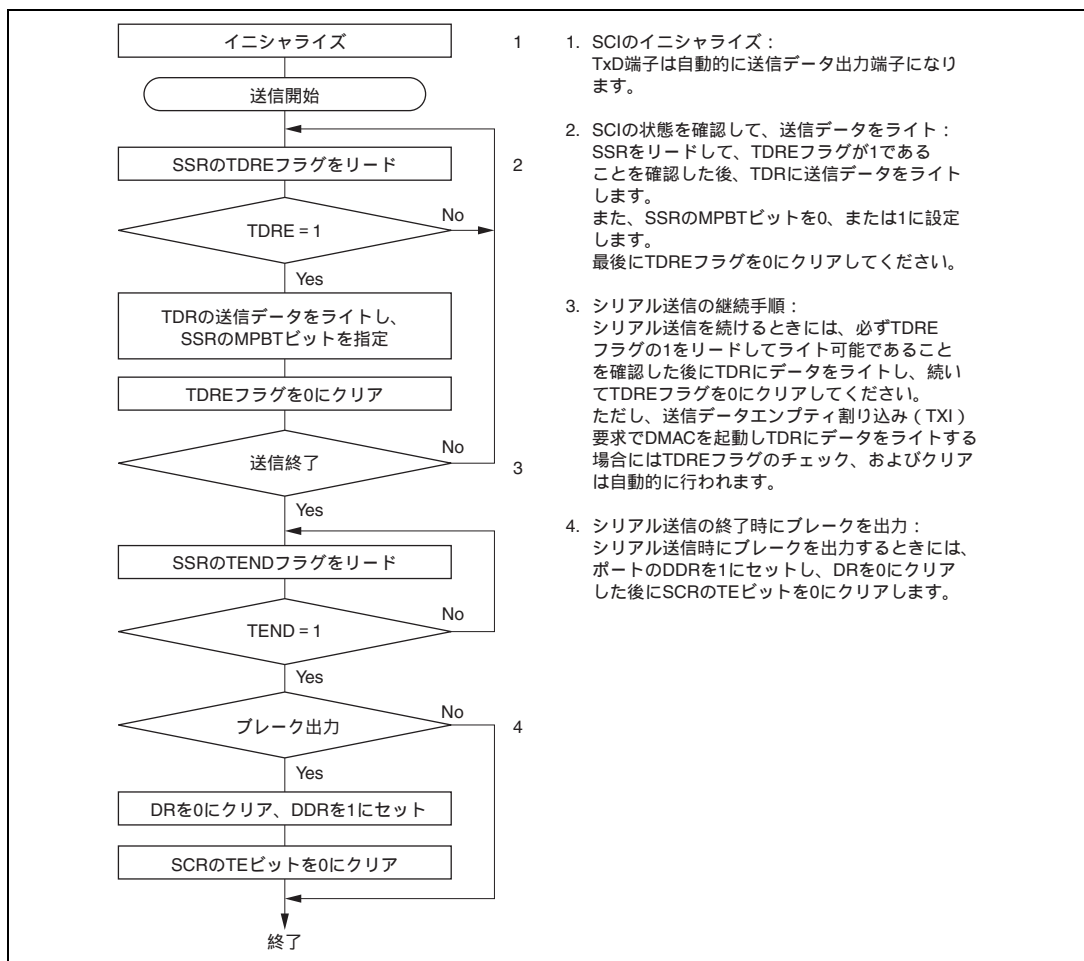 イニシャライズ
1
送信開始
SSRのTDREフラグをリード
2
TDRE = 1
No
Yes
TDRの送信データをライトし、
SSRのMPBTビットを指定
TDREフラグを0にクリア
送信終了
No
3
Yes
SSRのTENDフラグをリード
TEND = 1
No
Yes
ブレーク出力
No
4
Yes
DRを0にクリア、DDRを1にセット
SCRのTEビットを0にクリア
終了
1. SCIのイニシャライズ：
TxD端子は自動的に送信データ出力端子になり
ます。
2. SCIの状態を確認して、送信データをライト：
SSRをリードして、TDREフラグが1である
ことを確認した後、TDRに送信データをライト
します。
また、SSRのMPBTビットを0、または1に設定
します。
最後にTDREフラグを0にクリアしてください。
3. シリアル送信の継続手順：
シリアル送信を続けるときには、必ずTDRE
フラグの1をリードしてライト可能であること
を確認した後にTDRにデータをライトし、続い
てTDREフラグを0にクリアしてください。
ただし、送信データエンプティ割り込み（TXI）
要求でDMACを起動しTDRにデータをライトする
場合にはTDREフラグのチェック、およびクリア
は自動的に行われます。
4. シリアル送信の終了時にブレークを出力：
シリアル送信時にブレークを出力するときには、
ポートのDDRを1にセットし、DRを0にクリア
した後にSCRのTEビットを0にクリアします。